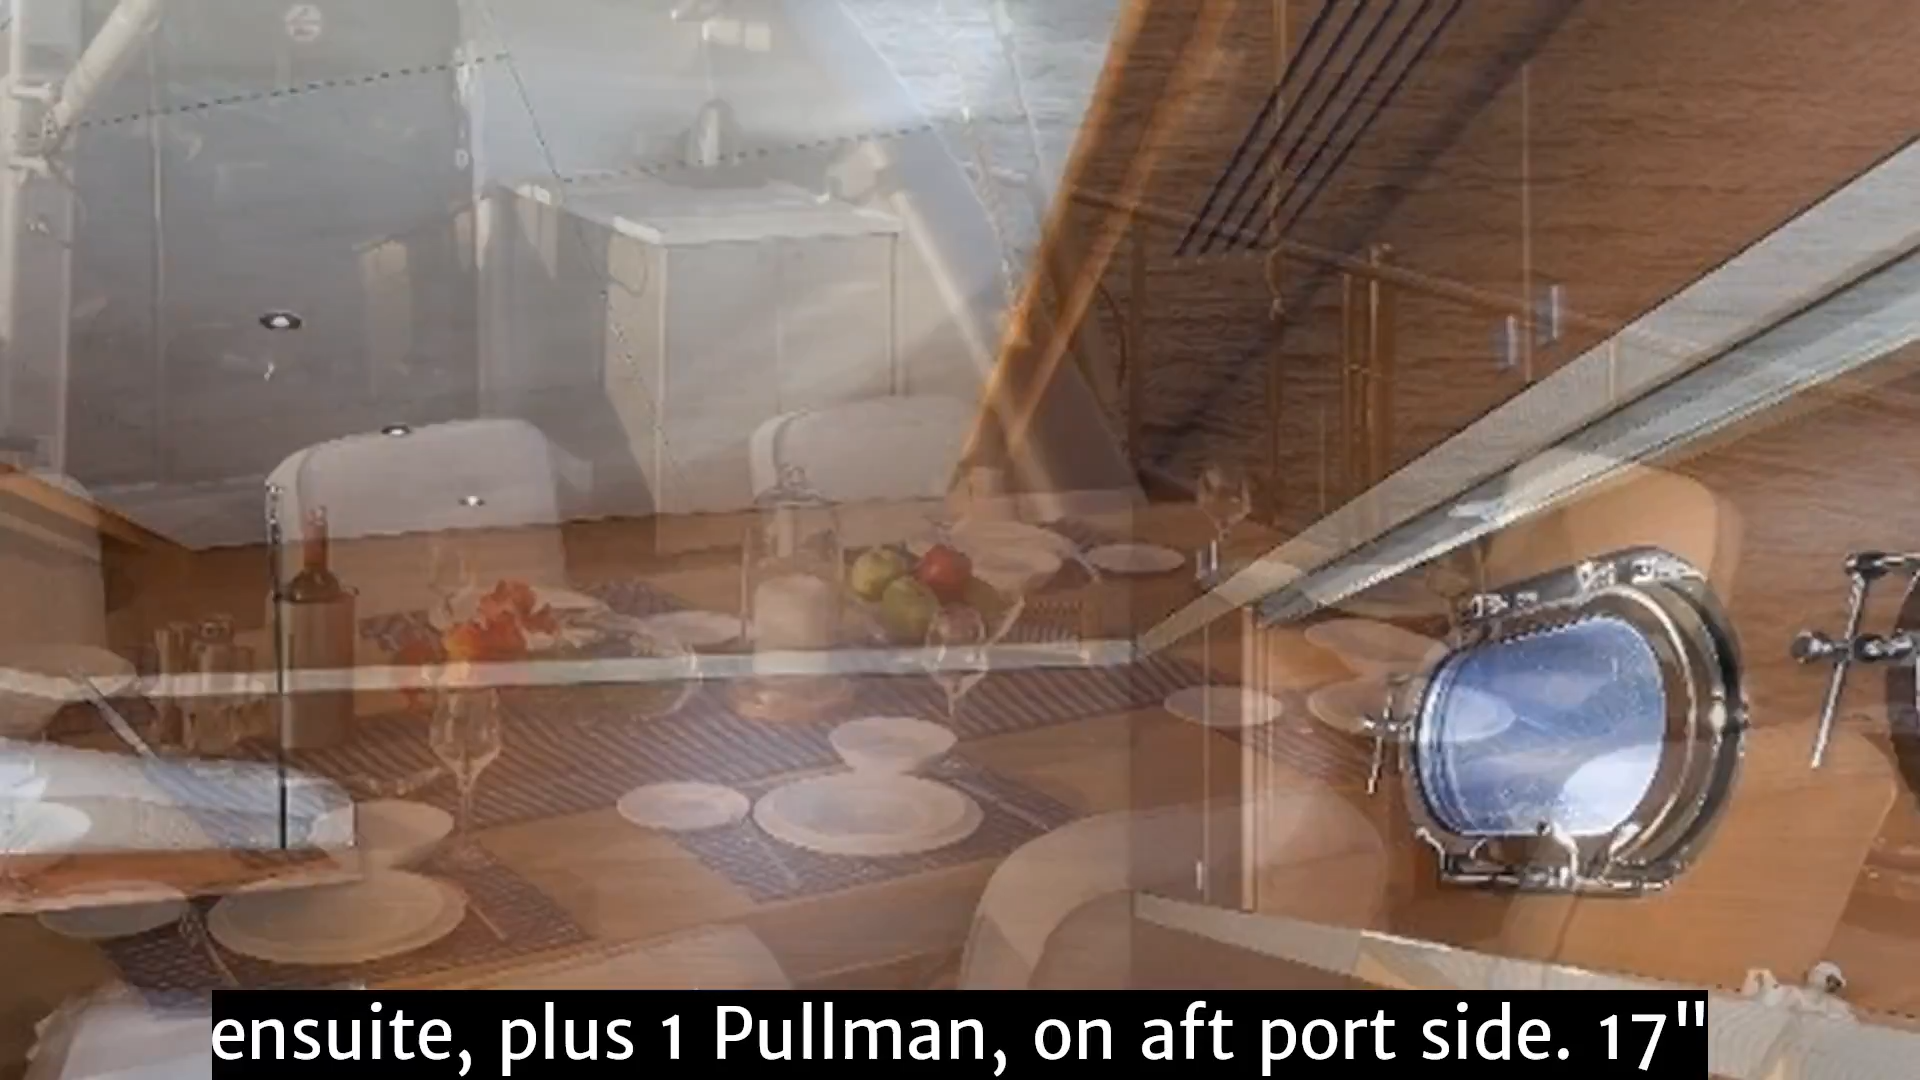 ensuite, plus 1 Pullman, on aft port side. 17"